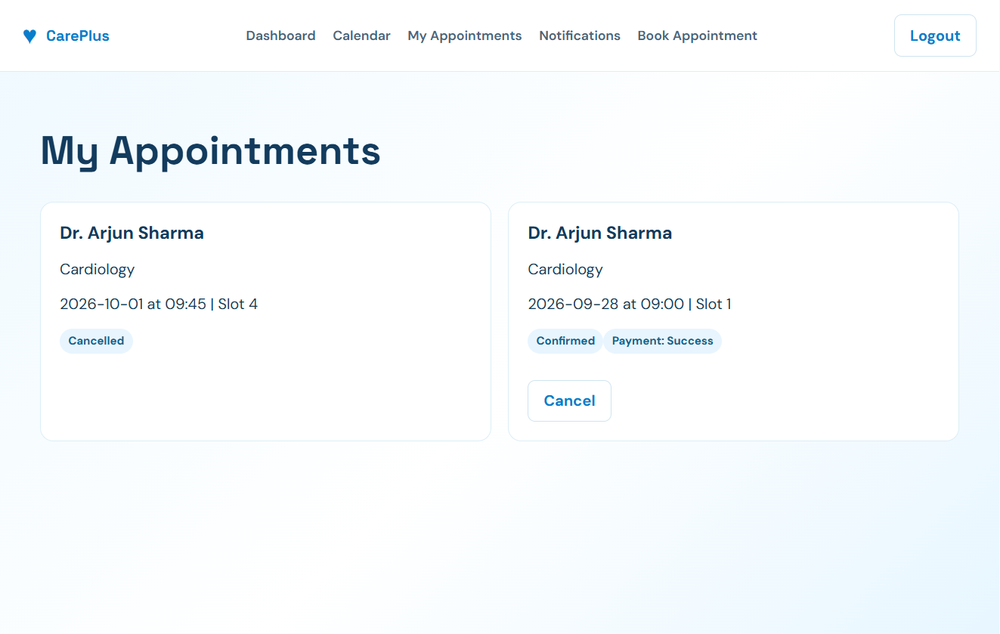 ♥ CarePlus
Dashboard Calendar My Appointments Notifications Book Appointment
Logout
My Appointments
Dr. Arjun Sharma
Cardiology
2026-10-01 at 09:45 | Slot 4
Cancelled
Dr. Arjun Sharma
Cardiology
2026-09-28 at 09:00 | Slot 1
Confirmed Payment: Success
Cancel